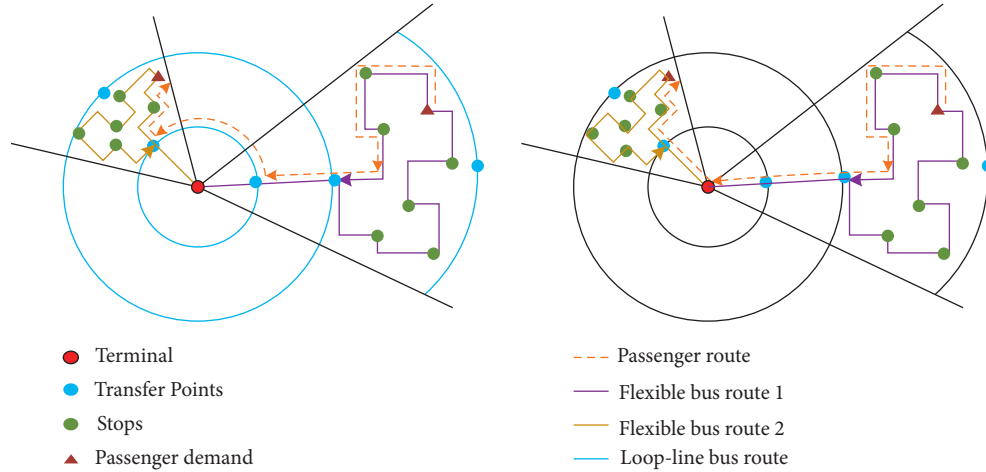 Terminal
Transfer Points
Stops
Passenger demand
Passenger route
Flexible bus route 1
Flexible bus route 2
Loop-line bus route